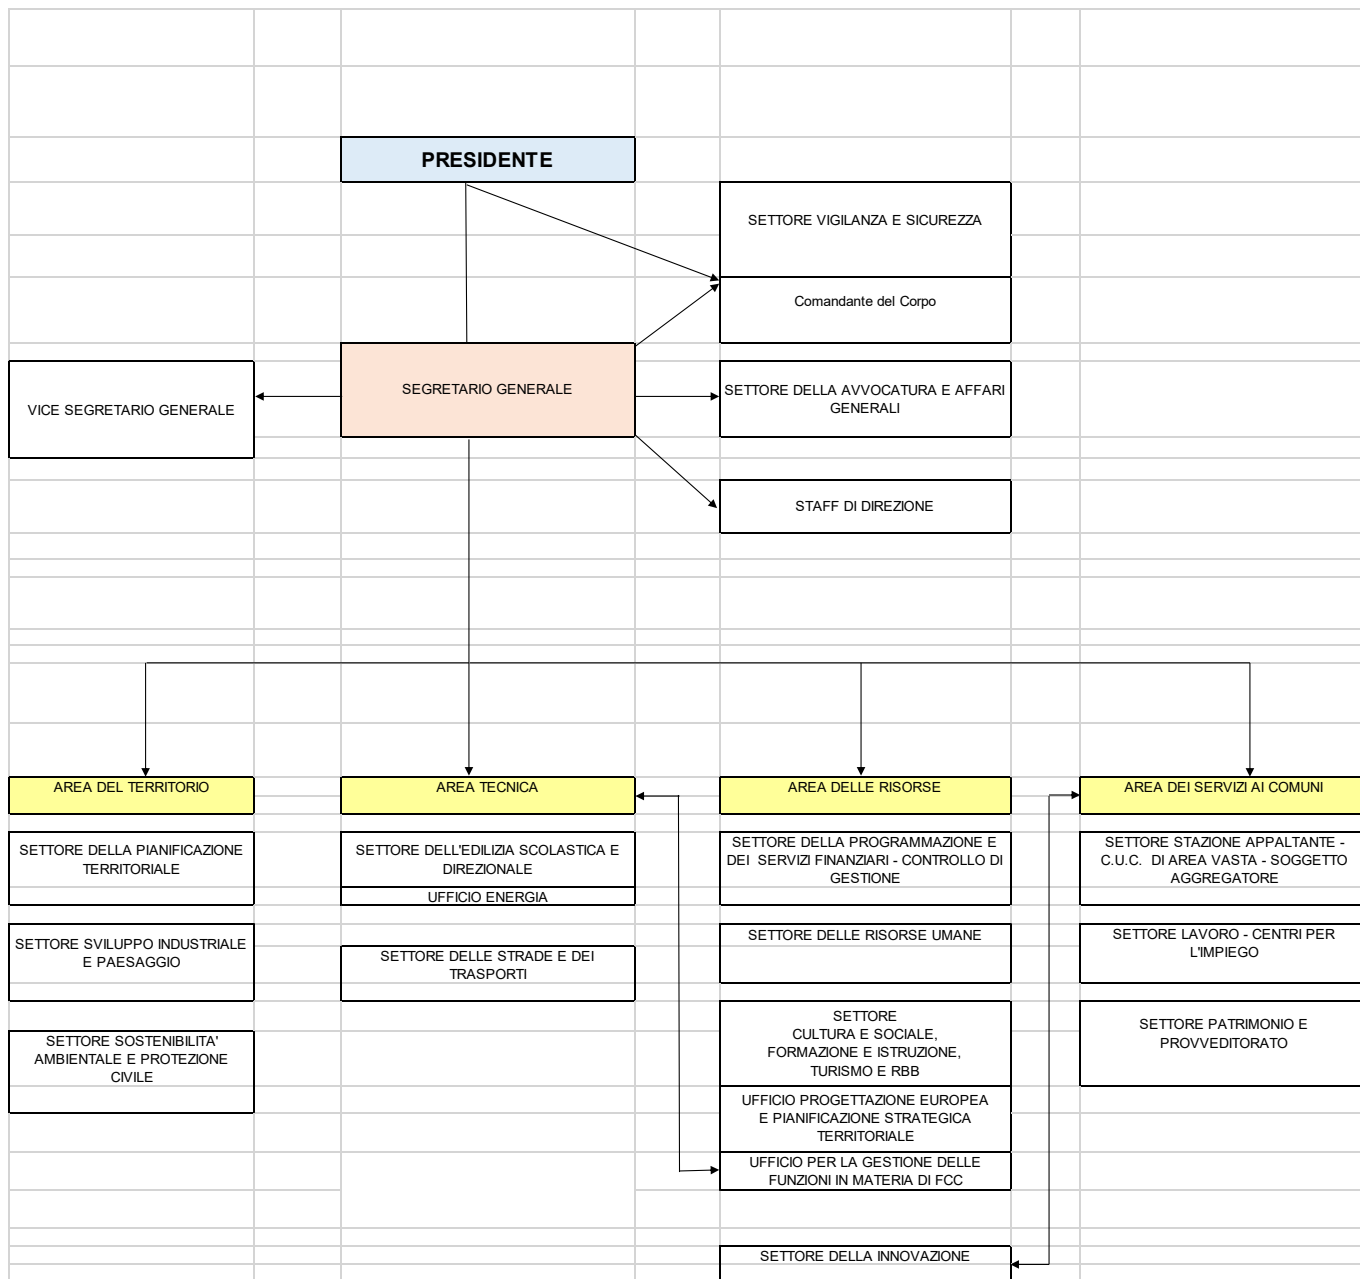 PRESIDENTE
SETTORE VIGILANZA E SICUREZZA
Comandante del Corpo
SEGRETARIO GENERALE
VICE SEGRETARIO GENERALE
SETTORE DELLA AVVOCATURA E AFFARI
GENERALI
STAFF DI DIREZIONE
AREA DEL TERRITORIO
SETTORE DELLA PIANIFICAZIONE
TERRITORIALE
SETTORE SVILUPPO INDUSTRIALE
E PAESAGGIO
SETTORE SOSTENIBILITA'
AMBIENTALE E PROTEZIONE
CIVILE
AREA TECNICA
SETTORE DELL'EDILIZIA SCOLASTICA E
DIREZIONALE
UFFICIO ENERGIA
SETTORE DELLE STRADE E DEI
TRASPORTI
AREA DELLE RISORSE
SETTORE DELLA PROGRAMMAZIONE E
DEI SERVIZI FINANZIARI - CONTROLLO DI
GESTIONE
SETTORE DELLE RISORSE UMANE
SETTORE
CULTURA E SOCIALE,
FORMAZIONE E ISTRUZIONE,
TURISMO E RBB
UFFICIO PROGETTAZIONE EUROPEA
E PIANIFICAZIONE STRATEGICA
TERRITORIALE
UFFICIO PER LA GESTIONE DELLE
FUNZIONI IN MATERIA DI FCC
SETTORE DELLA INNOVAZIONE
AREA DEI SERVIZI AI COMUNI
SETTORE STAZIONE APPALTANTE -
C.U.C. DI AREA VASTA - SOGGETTO
AGGREGATORE
SETTORE LAVORO - CENTRI PER
L'IMPIEGO
SETTORE PATRIMONIO E
PROVVEDITORATO